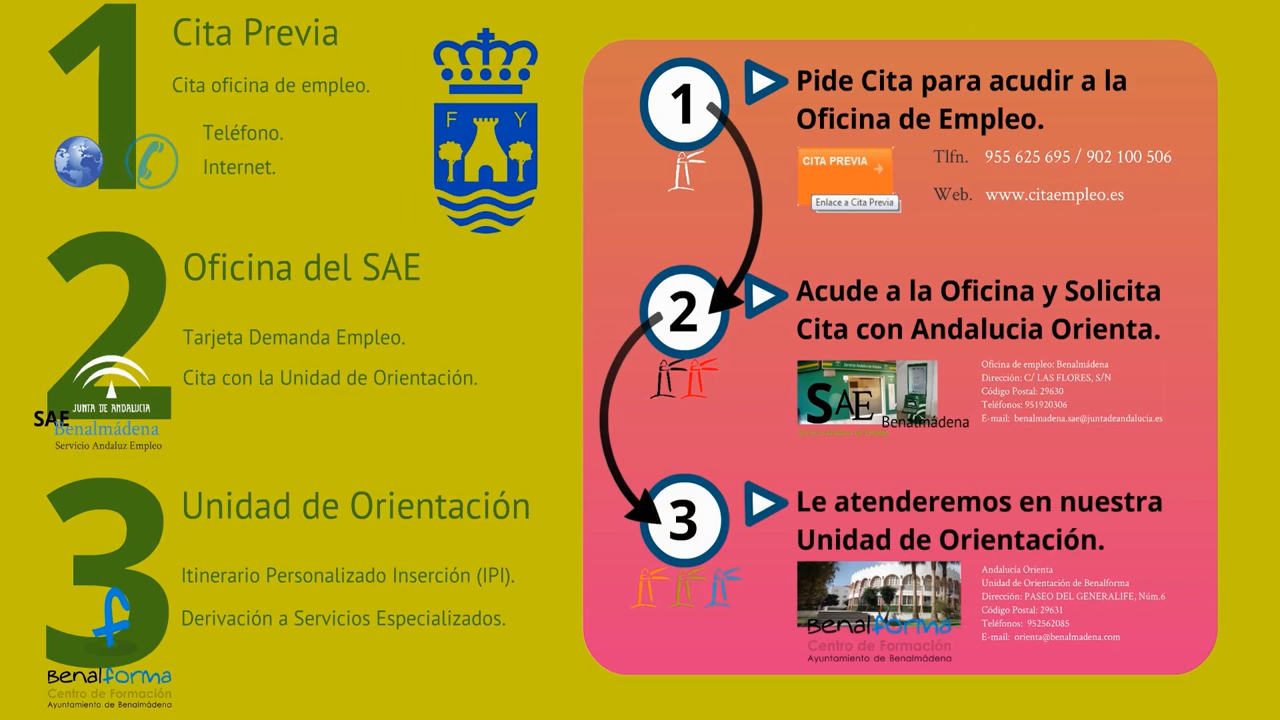 1
Cita Previa
Cita oficina de empleo.
Teléfono.
Internet.
F Y
2
Oficina del SAE
Tarjeta Demanda Empleo.
Cita con la Unidad de Orientación.
JUNTA DE ANDALUCIA
SAE
Benalmádena
Servicio Andaluz Empleo
3
Unidad de Orientación
Itinerario Personalizado Inserción (IPI).
Derivación a Servicios Especializados.
Benalforma
Centro de Formación
Ayuntamiento de Benalmádena
1
Pide Cita para acudir a la
Oficina de Empleo.
CITA PREVIA
Enlace a Cita Previa
Tlfn. 955 625 695 / 902 100 506
Web. www.citaempleo.es
2
Acude a la Oficina y Solicita
Cita con Andalucia Orienta.
SAE
Benalmádena
Oficina de empleo: Benalmádena
Dirección: C/ LAS FLORES, S/N
Código Postal: 29630
Teléfonos: 951920306
E-mail: benalmadena.sae@juntadeandalucia.es
3
Le atenderemos en nuestra
Unidad de Orientación.
Benalforma
Centro de Formación
Ayuntamiento de Benalmádena
Andalucía Orienta
Unidad de Orientación de Benalforma
Dirección: PASEO DEL GENERALIFE, Núm.6
Código Postal: 29631
Teléfonos: 952562085
E-mail: orienta@benalmadena.com